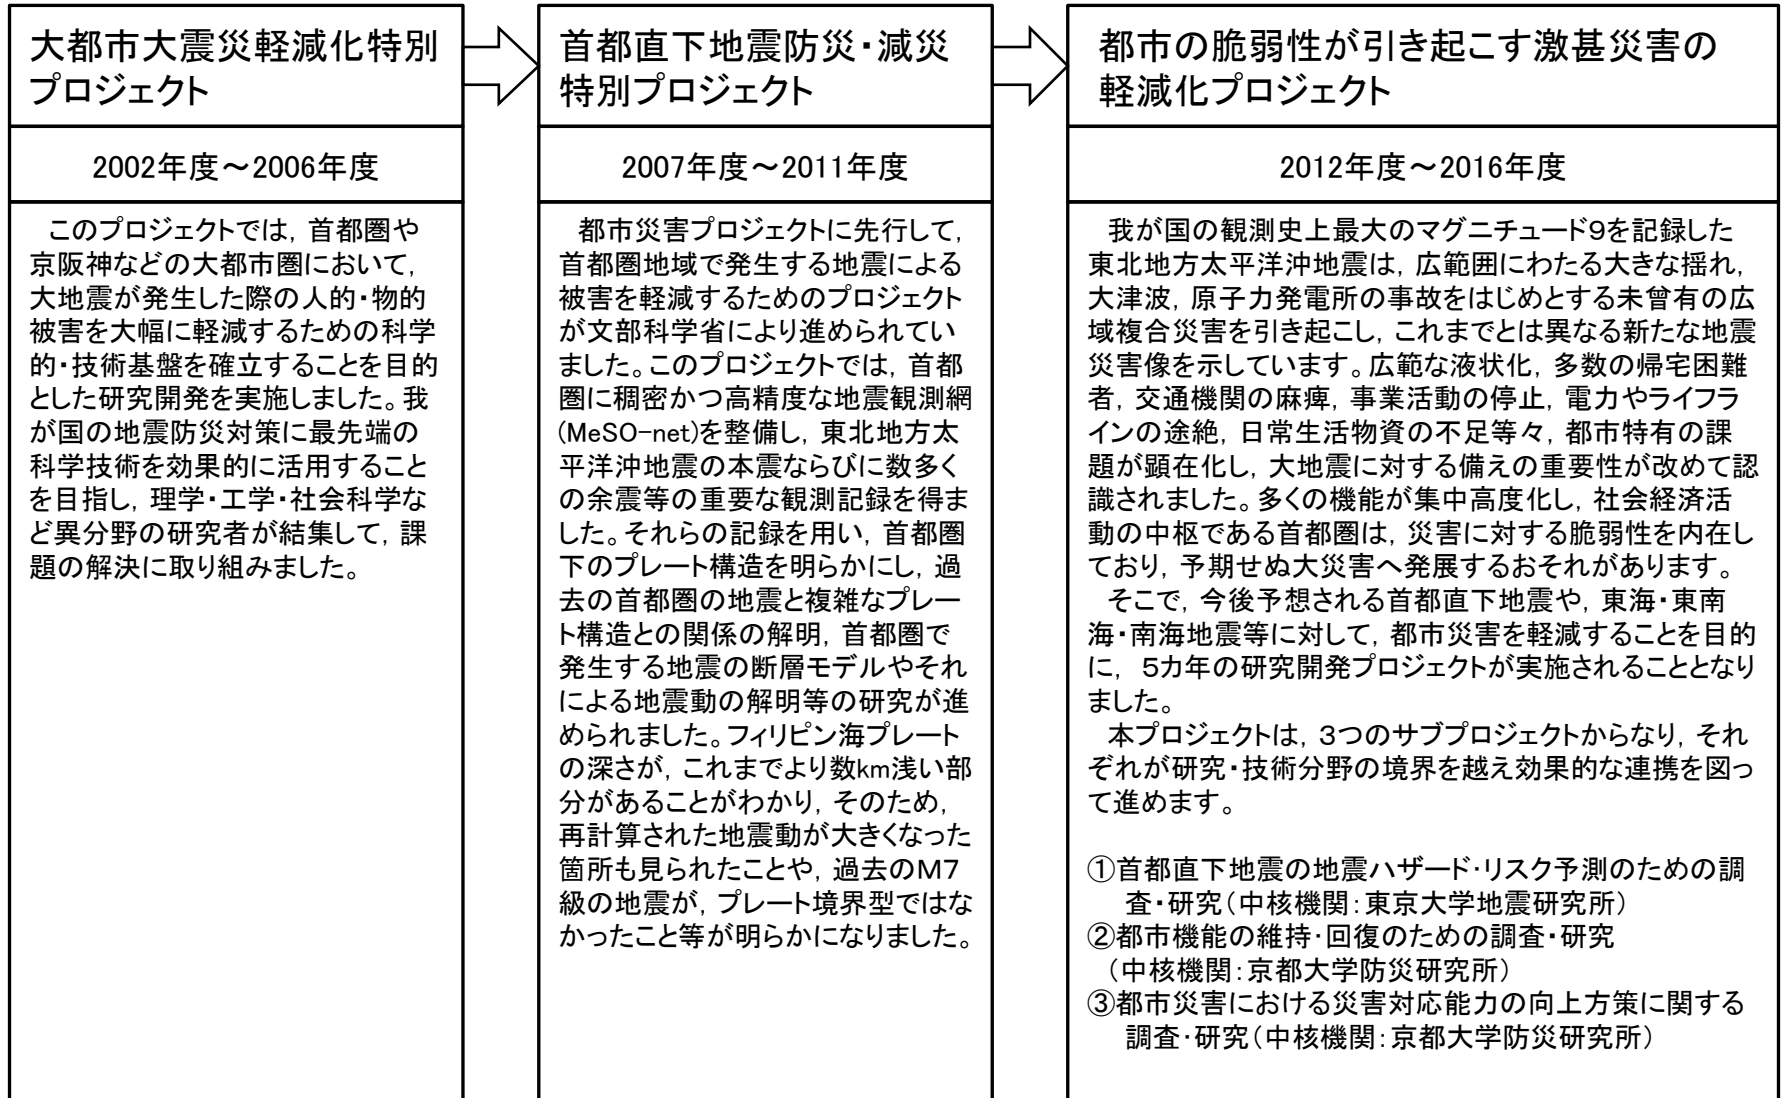 大都市大震災軽減化特別
プロジェクト
2002年度～2006年度
このプロジェクトでは，首都圏や
京阪神などの大都市圏において，
大地震が発生した際の人的・物的
被害を大幅に軽減するための科学
的・技術基盤を確立することを目的
とした研究開発を実施しました。我
が国の地震防災対策に最先端の
科学技術を効果的に活用すること
を目指し，理学・工学・社会科学な
ど異分野の研究者が結集して，課
題の解決に取り組みました。
首都直下地震防災・減災
特別プロジェクト
2007年度～2011年度
都市災害プロジェクトに先行して，
首都圏地域で発生する地震による
被害を軽減するためのプロジェクト
が文部科学省により進められてい
ました。このプロジェクトでは，首都
圏に稠密かつ高精度な地震観測網
(MeSO-net)を整備し，東北地方太
平洋沖地震の本震ならびに数多く
の余震等の重要な観測記録を得ま
した。それらの記録を用い，首都圏
下のプレート構造を明らかにし，過
去の首都圏の地震と複雑なプレー
ト構造との関係の解明，首都圏で
発生する地震の断層モデルやそれ
による地震動の解明等の研究が進
められました。フィリピン海プレート
の深さが，これまでより数km浅い部
分があることがわかり，そのため，
再計算された地震動が大きくなった
箇所も見られたことや，過去のM7
級の地震が，プレート境界型ではな
かったこと等が明らかになりました。
都市の脆弱性が引き起こす激甚災害の
軽減化プロジェクト
2012年度～2016年度
我が国の観測史上最大のマグニチュード9を記録した
東北地方太平洋沖地震は，広範囲にわたる大きな揺れ，
大津波，原子力発電所の事故をはじめとする未曾有の広
域複合災害を引き起こし，これまでとは異なる新たな地震
災害像を示しています。広範な液状化，多数の帰宅困難
者，交通機関の麻痺，事業活動の停止，電力やライフラ
インの途絶，日常生活物資の不足等々，都市特有の課
題が顕在化し，大地震に対する備えの重要性が改めて認
識されました。多くの機能が集中高度化し，社会経済活
動の中枢である首都圏は，災害に対する脆弱性を内在し
ており，予期せぬ大災害へ発展するおそれがあります。
そこで，今後予想される首都直下地震や，東海・東南
海・南海地震等に対して，都市災害を軽減することを目的
に，５カ年の研究開発プロジェクトが実施されることとなり
ました。
本プロジェクトは，3つのサブプロジェクトからなり，それ
ぞれが研究・技術分野の境界を越え効果的な連携を図っ
て進めます。
①首都直下地震の地震ハザード・リスク予測のための調
査・研究（中核機関：東京大学地震研究所）
②都市機能の維持・回復のための調査・研究
（中核機関：京都大学防災研究所）
③都市災害における災害対応能力の向上方策に関する
調査・研究（中核機関：京都大学防災研究所）